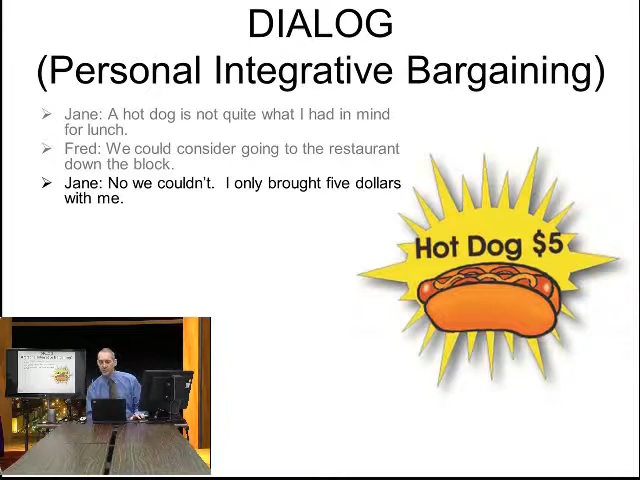 DIALOG
(Personal Integrative Bargaining)
Jane: A hot dog is not quite what I had in mind
for lunch.
Fred: We could consider going to the restaurant
down the block.
Jane: No we couldn't.  I only brought five dollars
with me.
Hot Dog $5